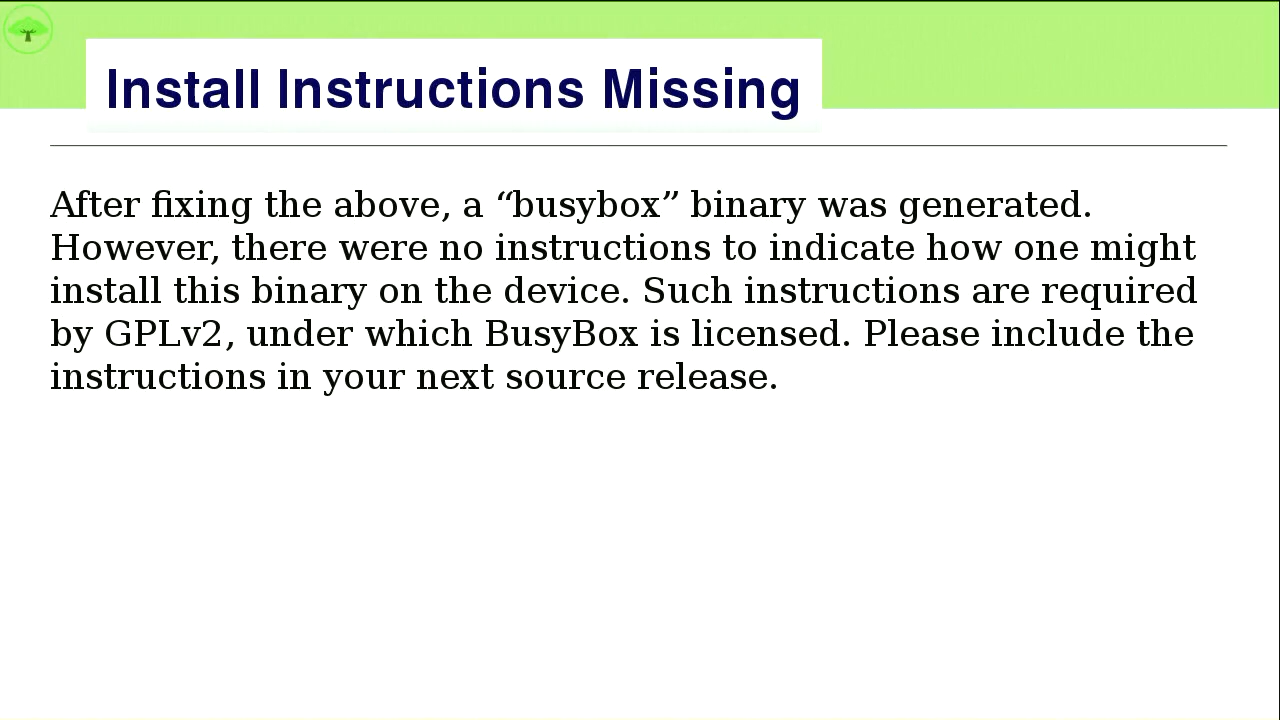 Install Instructions Missing
After fixing the above, a “busybox” binary was generated.
However, there were no instructions to indicate how one might
install this binary on the device. Such instructions are required
by GPLv2, under which BusyBox is licensed. Please include the
instructions in your next source release.